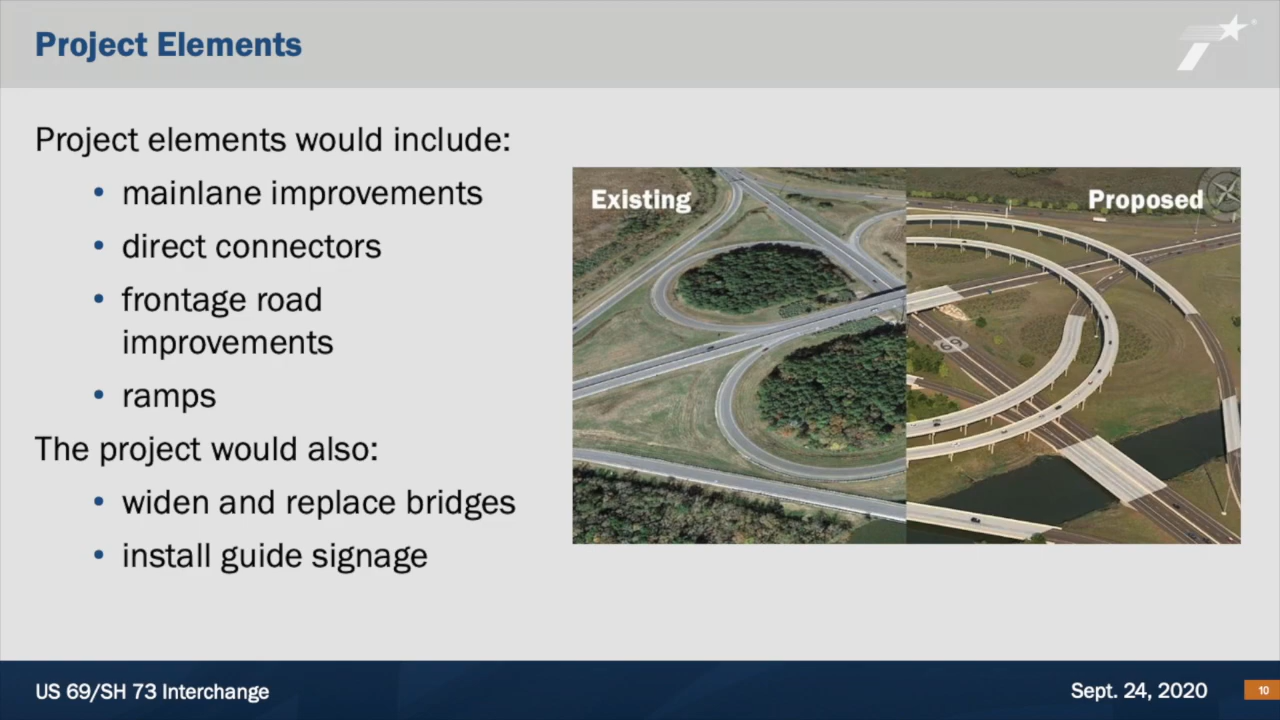 Project Elements
Project elements would include:
• mainlane improvements
• direct connectors
• frontage road
improvements
• ramps
The project would also:
• widen and replace bridges
• install guide signage
Existing
Proposed
69
US 69/SH 73 Interchange
Sept. 24, 2020
10